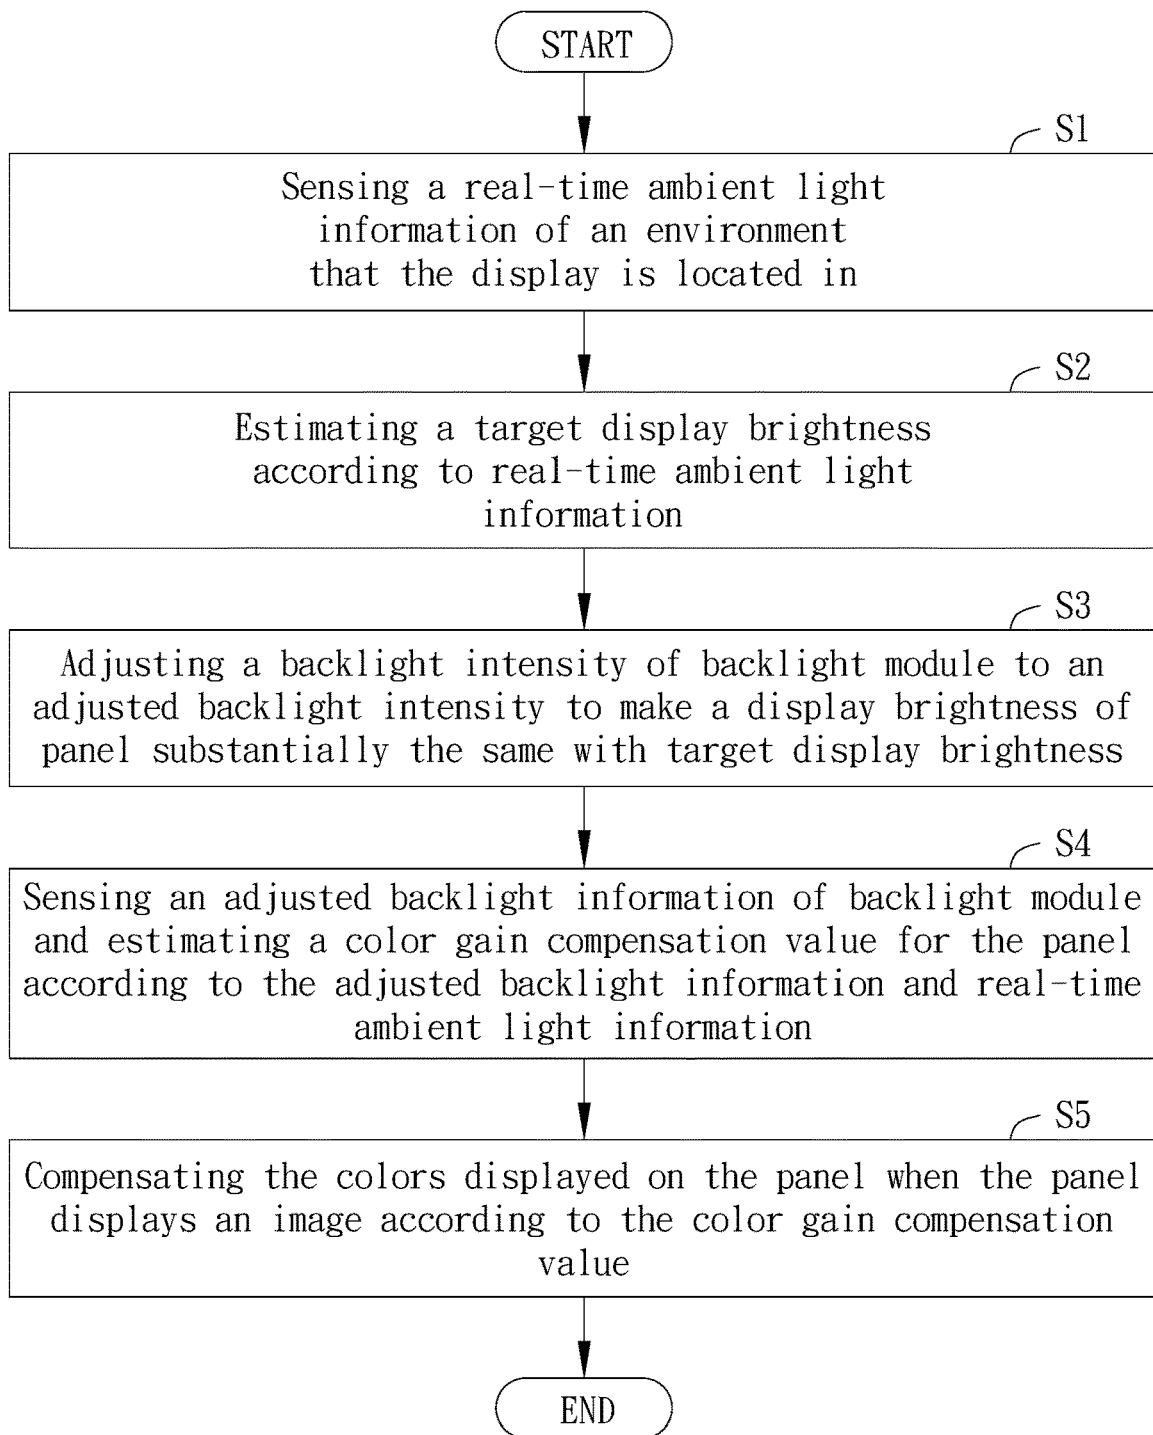 START
S1
Sensing a real-time ambient light
information of an environment
that the display is located in
S2
Estimating a target display brightness
according to real-time ambient light
information
S3
Adjusting a backlight intensity of backlight module to an
adjusted backlight intensity to make a display brightness of
panel substantially the same with target display brightness
S4
Sensing an adjusted backlight information of backlight module
and estimating a color gain compensation value for the panel
according to the adjusted backlight information and real-time
ambient light information
S5
Compensating the colors displayed on the panel when the panel
displays an image according to the color gain compensation
value
END